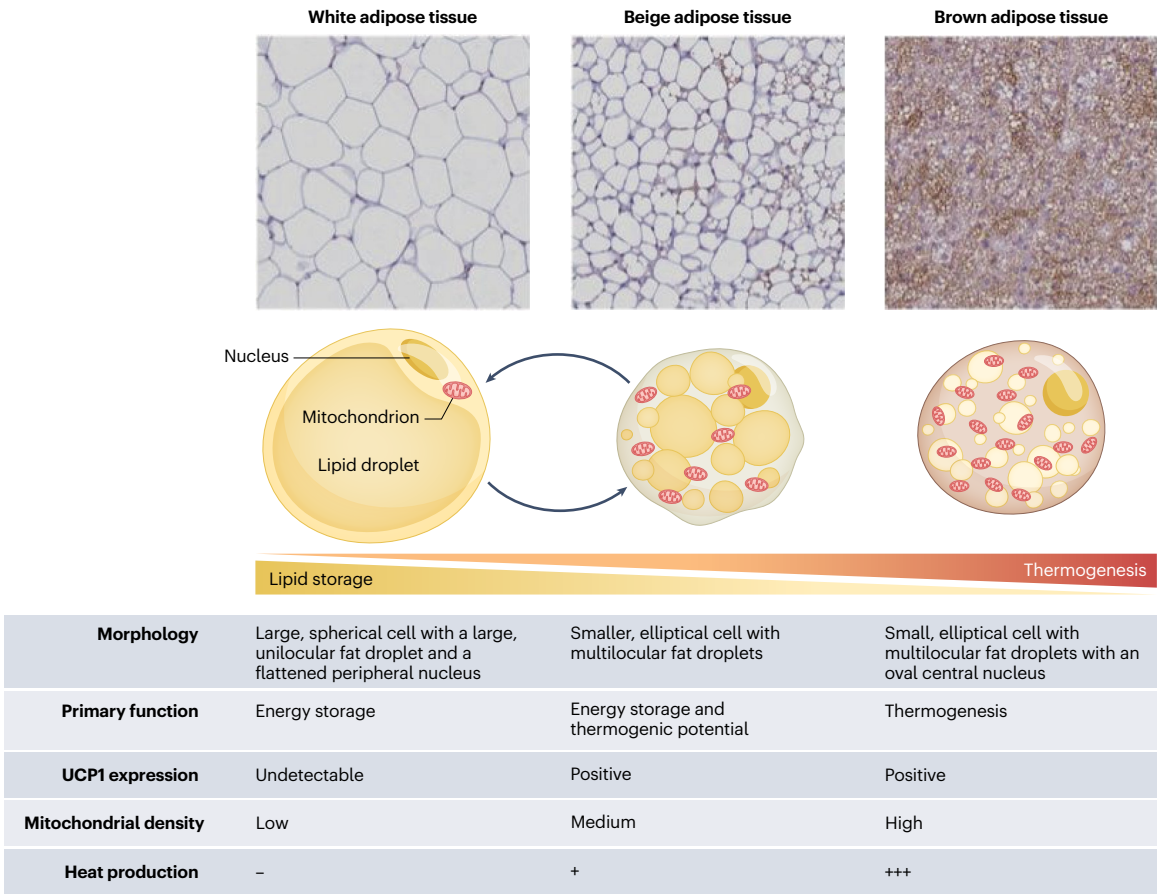 White adipose tissue
Beige adipose tissue
Brown adipose tissue
Nucleus
Mitochondrion
Lipid droplet
Lipid storage
Thermogenesis
Morphology
Large, spherical cell with a large,
unilocular fat droplet and a
flattened peripheral nucleus
Smaller, elliptical cell with
multilocular fat droplets
Small, elliptical cell with
multilocular fat droplets with an
oval central nucleus
Primary function
Energy storage
Energy storage and
thermogenic potential
Thermogenesis
UCP1 expression
Undetectable
Positive
Positive
Mitochondrial density
Low
Medium
High
Heat production
–
+
+++